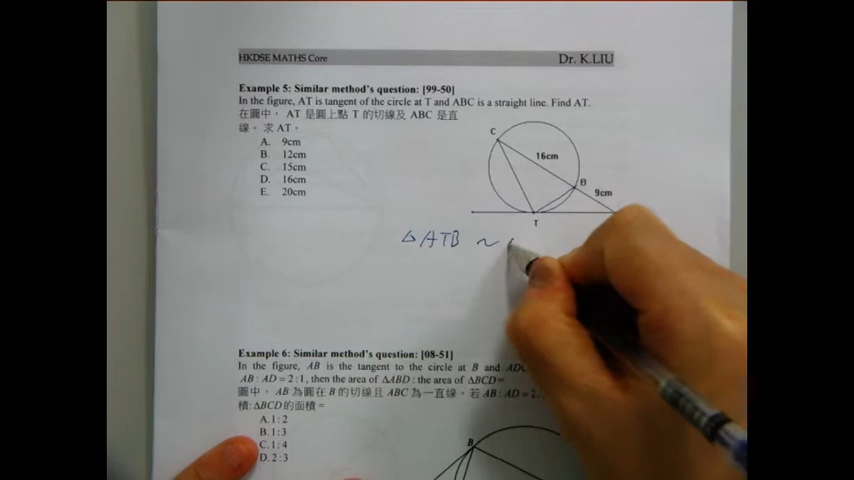 HKDSE MATHS Core Dr. K.LIU
Example 5: Similar method's question: [99-50]
In the figure, AT is tangent of the circle at T and ABC is a straight line. Find AT.
在圖中， AT 是圓上點 T 的切線及 ABC 是直
線。求 AT。
A. 9cm
B. 12cm
C. 15cm
D. 16cm
E. 20cm
C
16cm
B
9cm
T
△ATB ~
Example 6: Similar method's question: [08-51]
In the figure, AB is the tangent to the circle at B and
AB : AD = 2 : 1, then the area of ΔABD : the area of ΔBCD =
圖中， AB 為圓在 B 的切線且 ABC 為一直線。若 AB : AD =
積: ΔBCD 的面積 =
A. 1 : 2
B. 1 : 3
C. 1 : 4
D. 2 : 3
B